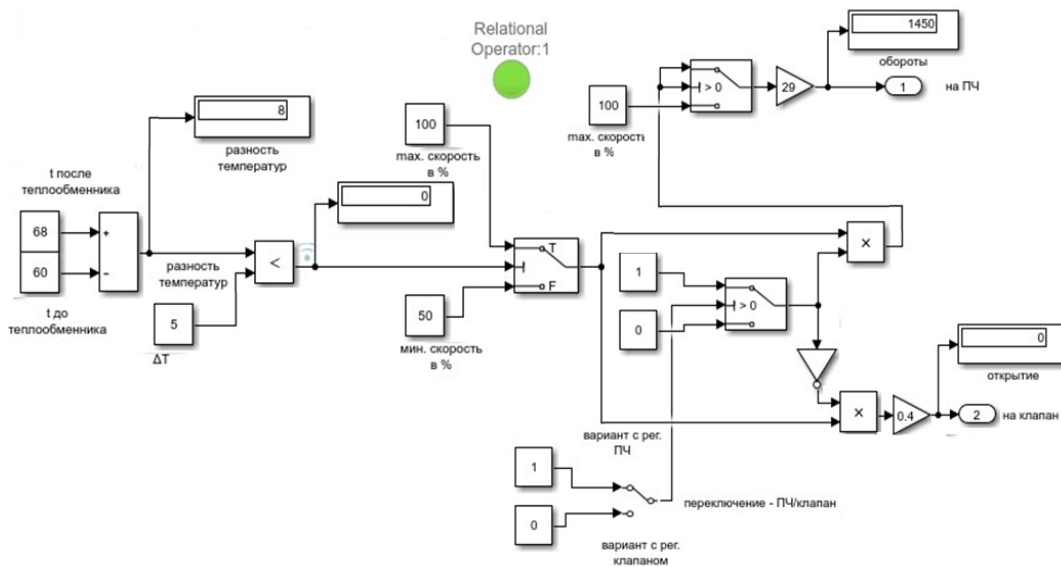 Relational
Operator:1
1450
обороты
29
1
на ПЧ
> 0
100
max. скорость
в %
8
разность
температур
100
max. скорость
в %
0
t после
теплообменника
68
60
+
−
разность
температур
<
t до
теплообменника
5
ΔT
T
F
50
мин. скорость
в %
×
1
> 0
0
0
открытие
×
0.4
2
на клапан
вариант с рег.
ПЧ
1
0
переключение - ПЧ/клапан
вариант с рег.
клапаном